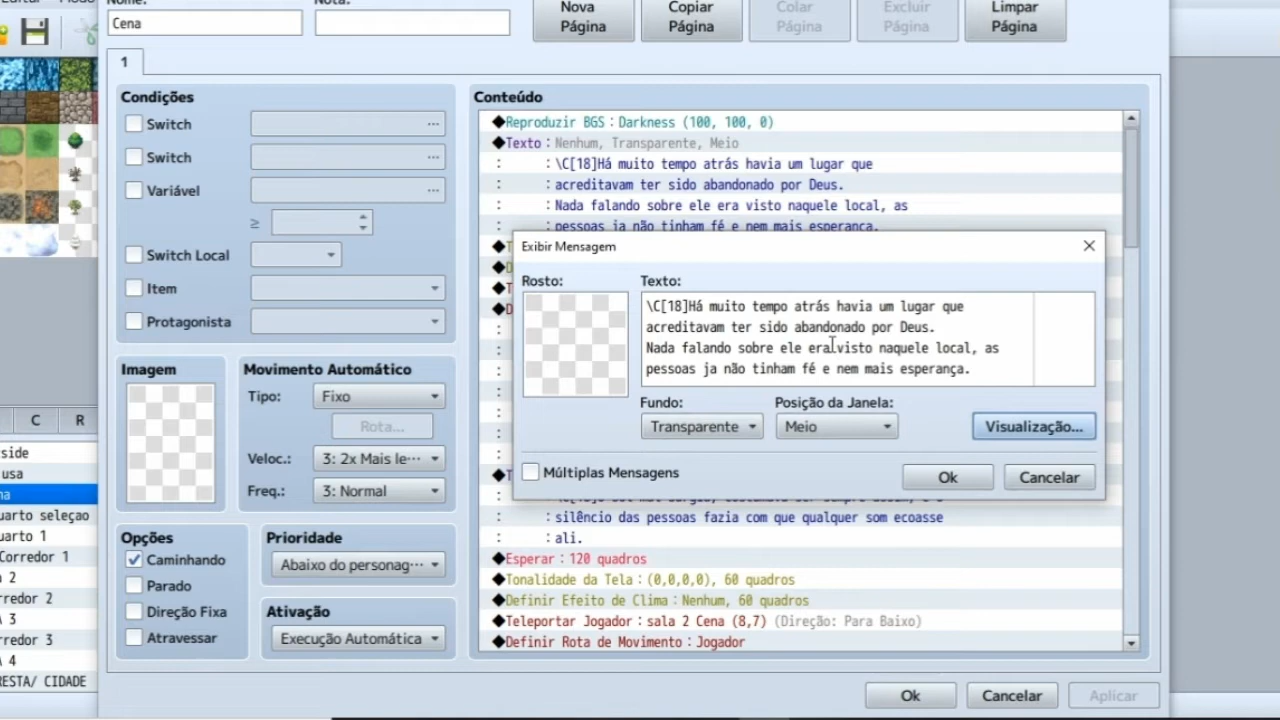 Nome:
Nota:
Cena
Nova Página
Copiar Página
Colar Página
Excluir Página
Limpar Página
1
Condições
Switch
Switch
Variável
≥
Switch Local
Item
Protagonista
Imagem
Movimento Automático
Tipo:
Fixo
Rota...
Veloc.:
3: 2x Mais le···
Freq.:
3: Normal
Opções
Caminhando
Parado
Direção Fixa
Atravessar
Prioridade
Abaixo do personag···
Ativação
Execução Automática
Conteúdo
◆Reproduzir BGS：Darkness (100, 100, 0)
◆Texto：Nenhum, Transparente, Meio
：　　：\C[18]Há muito tempo atrás havia um lugar que
：　　：acreditavam ter sido abandonado por Deus.
：　　：Nada falando sobre ele era visto naquele local, as
：　　：pessoas ja não tinham fé e nem mais esperança.
Exibir Mensagem
Rosto:
Texto:
\C[18]Há muito tempo atrás havia um lugar que
acreditavam ter sido abandonado por Deus.
Nada falando sobre ele era visto naquele local, as
pessoas ja não tinham fé e nem mais esperança.
Fundo:
Transparente
Posição da Janela:
Meio
Visualização...
Múltiplas Mensagens
Ok
Cancelar
：　　：silêncio das pessoas fazia com que qualquer som ecoasse
：　　：ali.
◆Esperar：120 quadros
◆Tonalidade da Tela：(0,0,0,0), 60 quadros
◆Definir Efeito de Clima：Nenhum, 60 quadros
◆Teleportar Jogador：sala 2 Cena (8,7) (Direção: Para Baixo)
◆Definir Rota de Movimento：Jogador
Ok
Cancelar
Aplicar
C
R
side
usa
na
uarto seleçao
uarto 1
Corredor 1
a 2
rredor 2
A 3
rredor 3
A 4
RESTA/ CIDADE